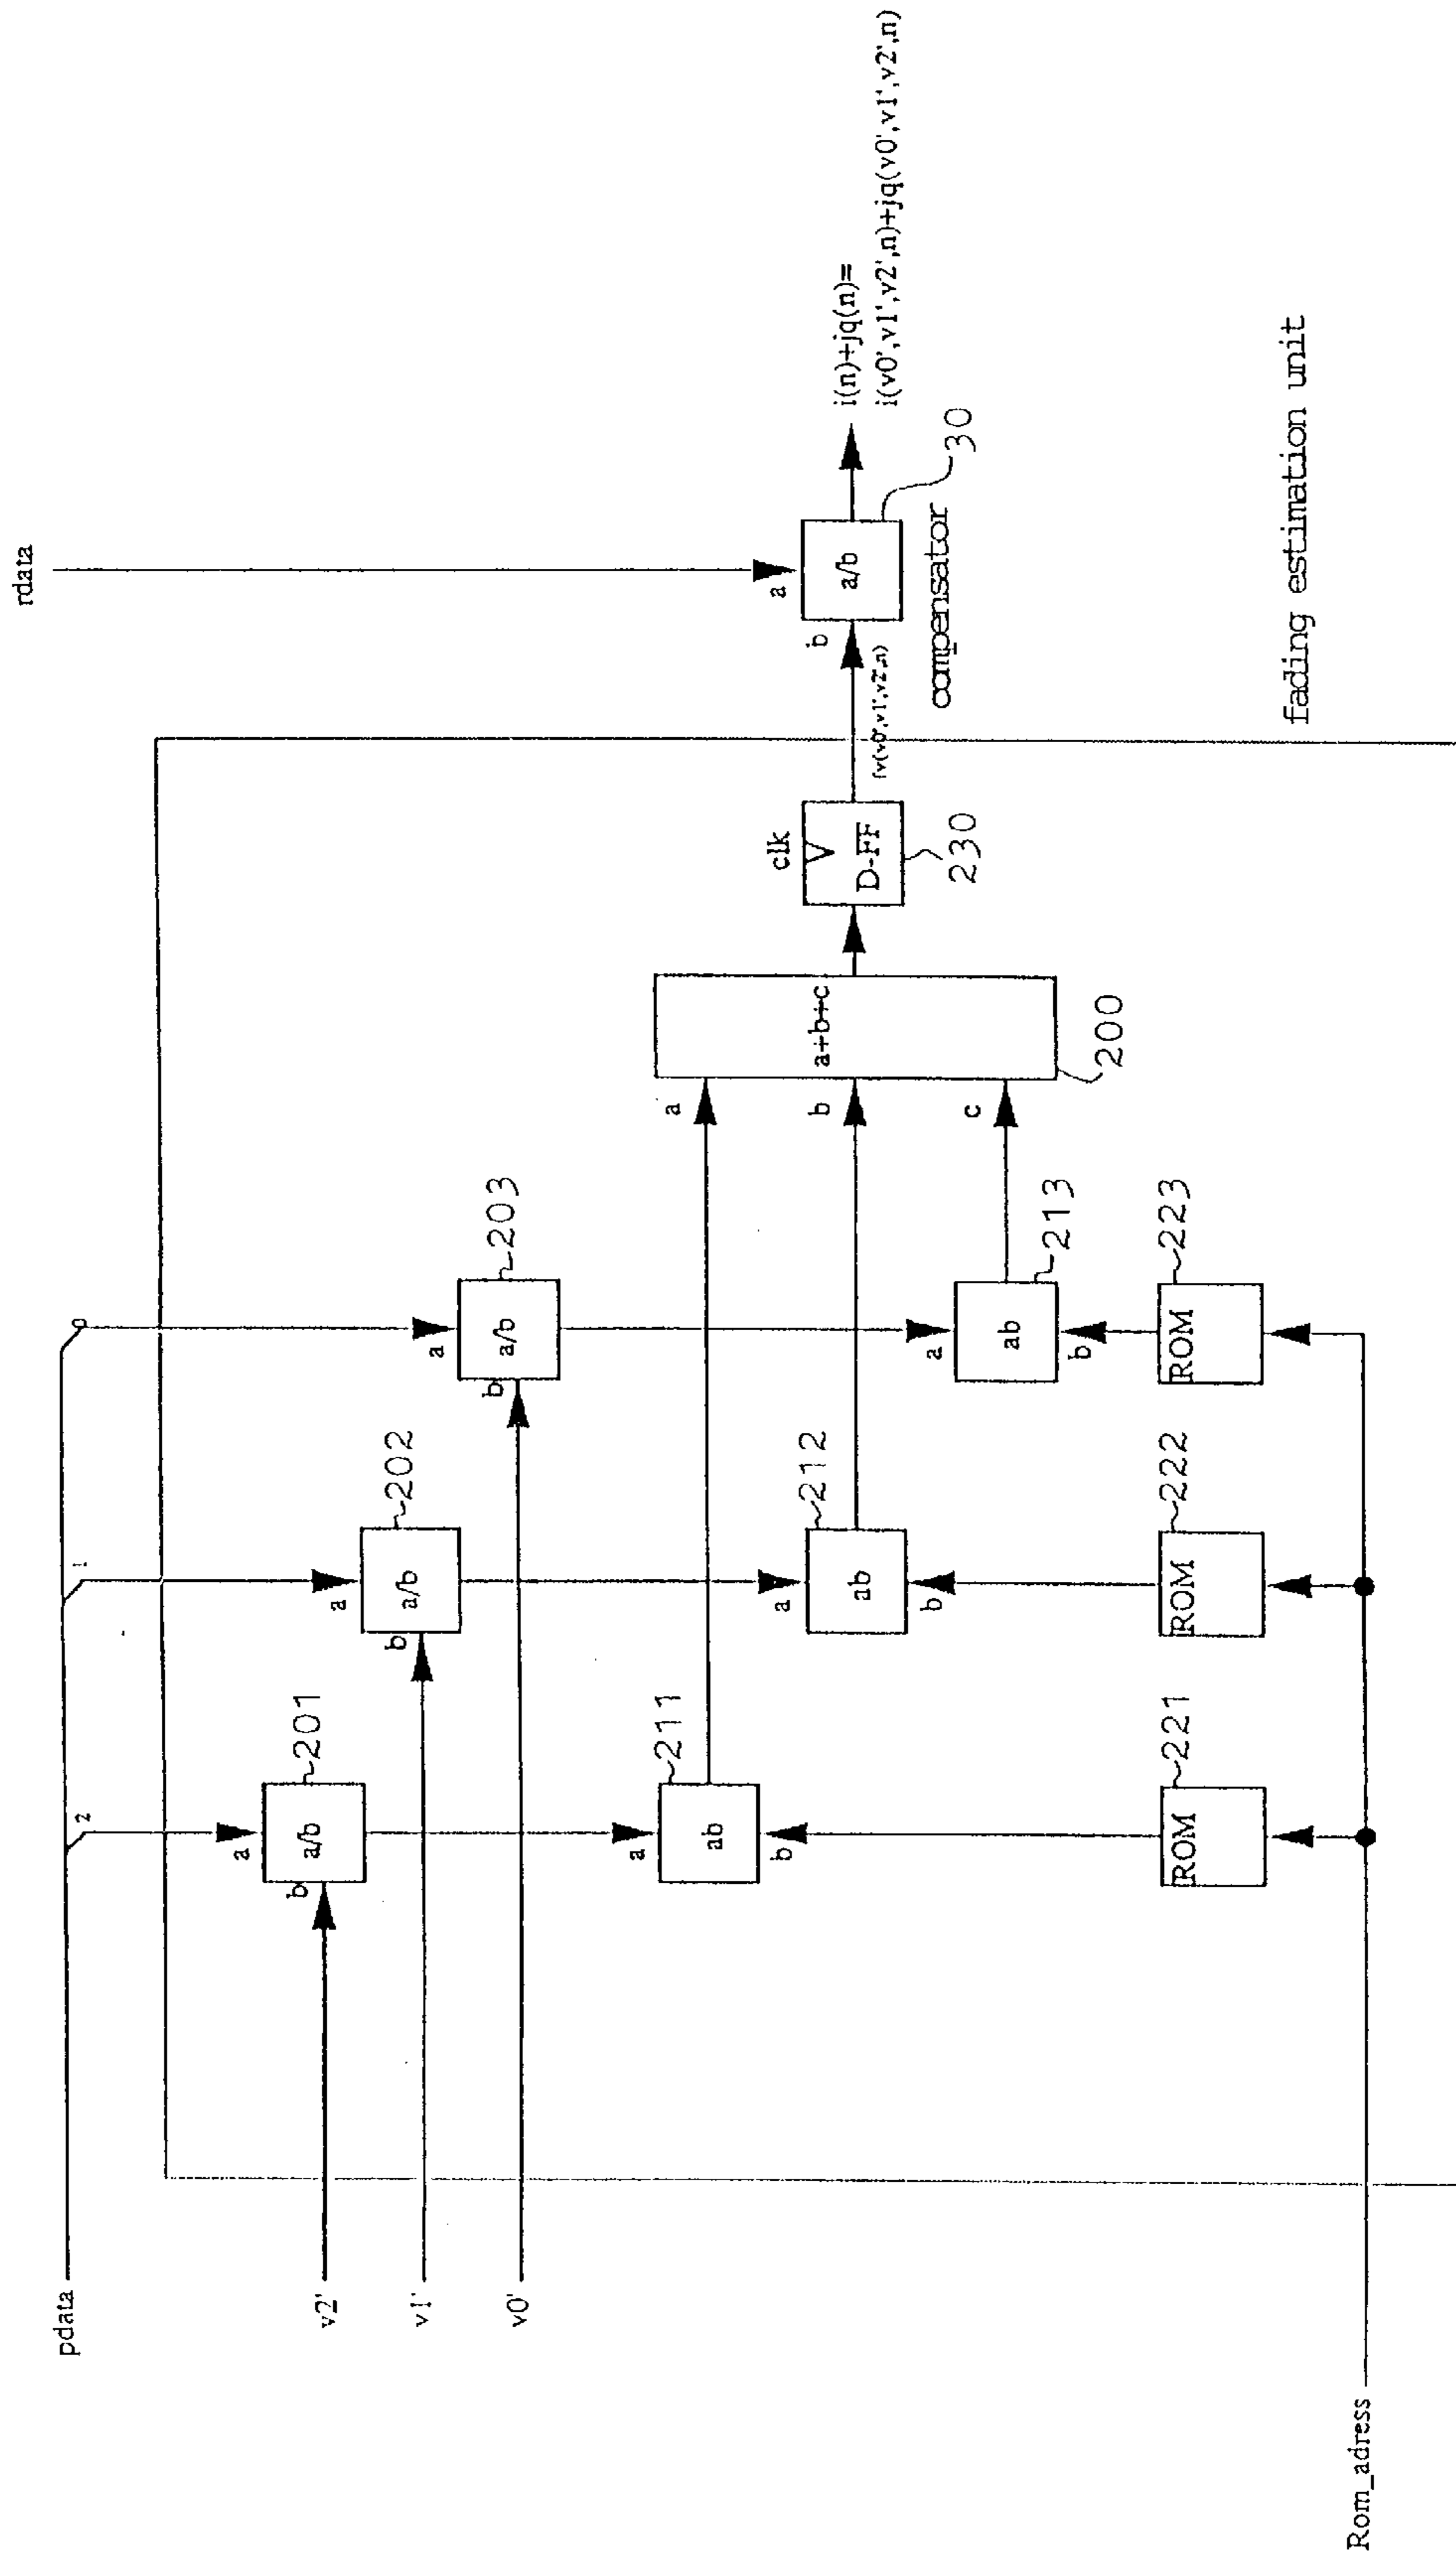 rdata
pdata
2
1
0
a
a/b
b
201
a
a/b
b
202
a
a/b
b
203
v2'
v1'
v0'
a
ab
b
211
a
ab
b
212
a
ab
b
213
ROM
221
ROM
222
ROM
223
Rom_adress
a
b
c
a+b+c
200
clk
D-FF
230
a
b
a/b
30
compensator
i(n)+jq(n)=
i(v0',v1',v2',n)+jq(v0',v1',v2',n)
fading estimation unit